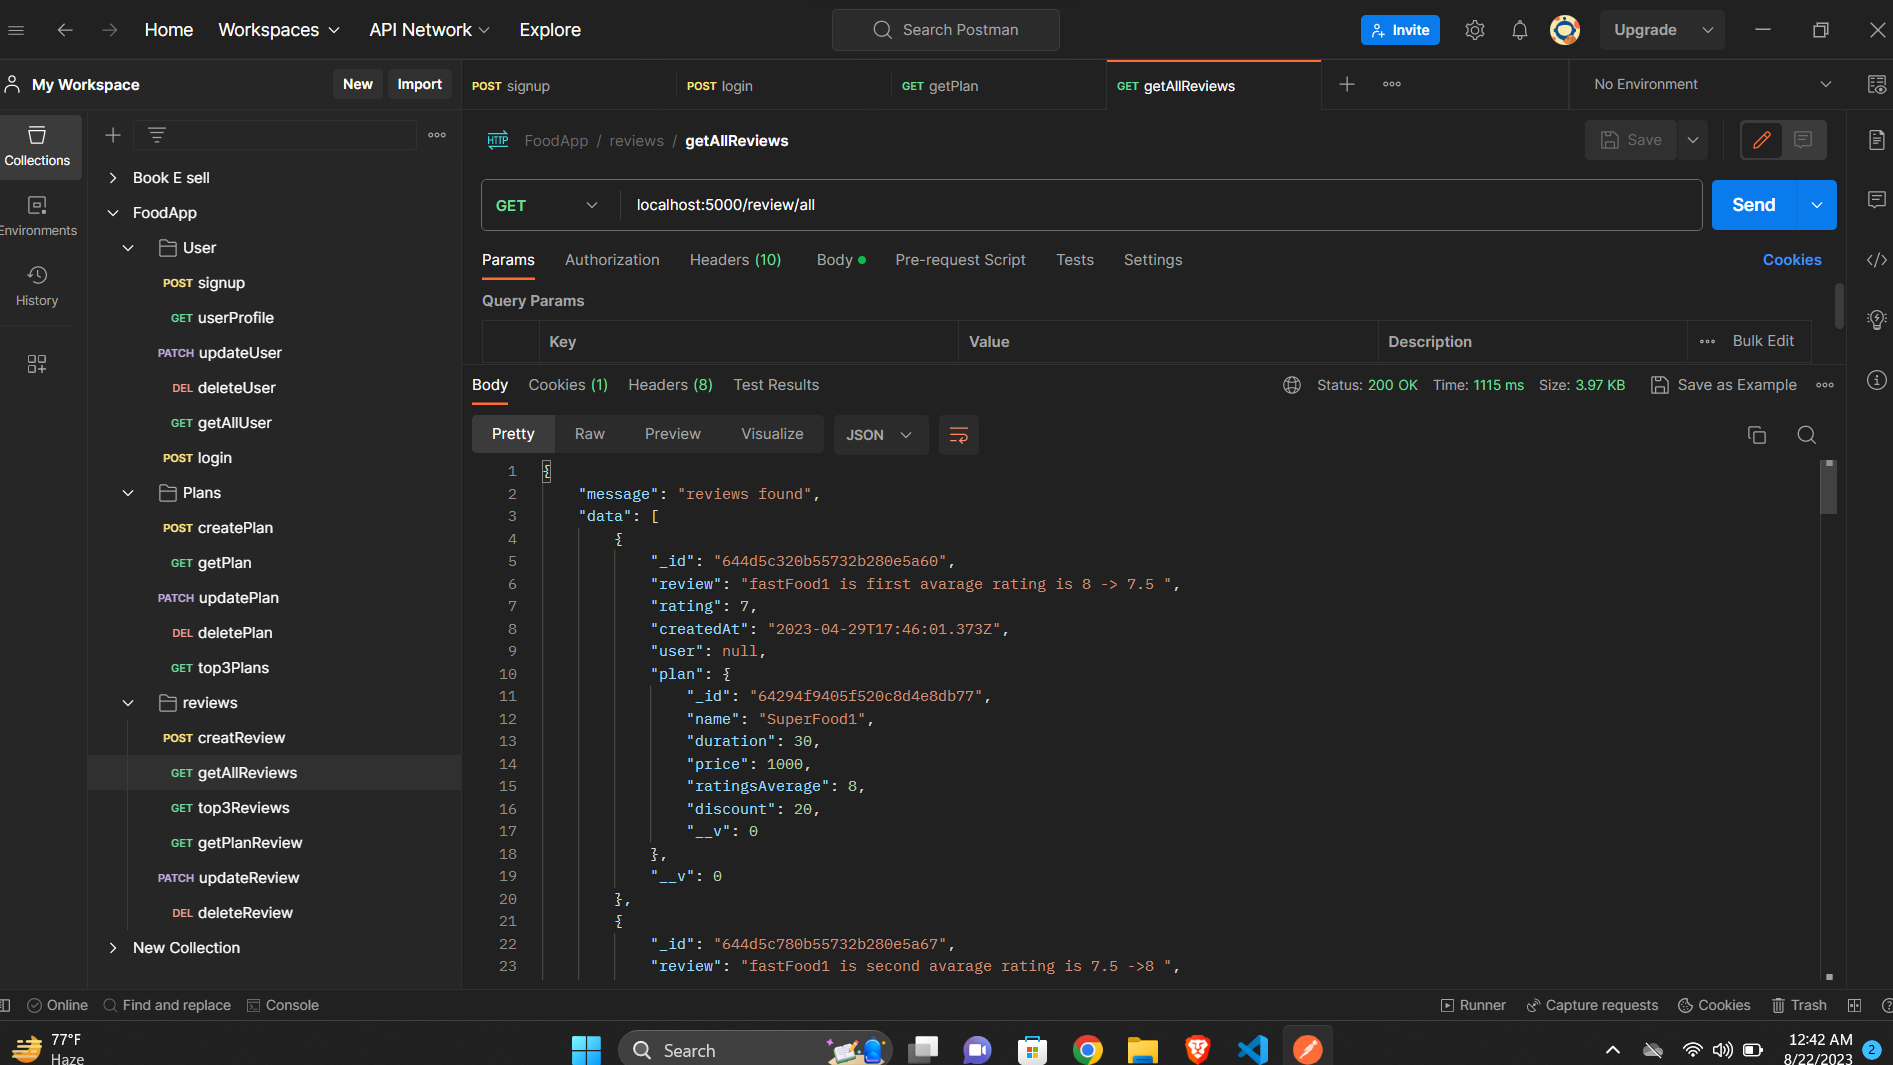 Home Workspaces API Network Explore Search Postman Invite Upgrade
My Workspace New Import POST signup POST login GET getPlan GET getAllReviews No Environment
Collections
Environments
History
Book E sell
FoodApp
User
POST signup
GET userProfile
PATCH updateUser
DEL deleteUser
GET getAllUser
POST login
Plans
POST createPlan
GET getPlan
PATCH updatePlan
DEL deletePlan
GET top3Plans
reviews
POST creatReview
GET getAllReviews
GET top3Reviews
GET getPlanReview
PATCH updateReview
DEL deleteReview
New Collection
HTTP FoodApp / reviews / getAllReviews Save
GET localhost:5000/review/all Send
Params Authorization Headers (10) Body Pre-request Script Tests Settings Cookies
Query Params
Key Value Description Bulk Edit
Body Cookies (1) Headers (8) Test Results Status: 200 OK Time: 1115 ms Size: 3.97 KB Save as Example
Pretty Raw Preview Visualize JSON
1 {
2 "message": "reviews found",
3 "data": [
4 {
5 "_id": "644d5c320b55732b280e5a60",
6 "review": "fastFood1 is first avarage rating is 8 -> 7.5 ",
7 "rating": 7,
8 "createdAt": "2023-04-29T17:46:01.373Z",
9 "user": null,
10 "plan": {
11 "_id": "64294f9405f520c8d4e8db77",
12 "name": "SuperFood1",
13 "duration": 30,
14 "price": 1000,
15 "ratingsAverage": 8,
16 "discount": 20,
17 "__v": 0
18 },
19 "__v": 0
20 },
21 {
22 "_id": "644d5c780b55732b280e5a67",
23 "review": "fastFood1 is second avarage rating is 7.5 ->8 ",
Online Find and replace Console Runner Capture requests Cookies Trash
77°F
Haze
Search
12:42 AM
8/22/2023
2